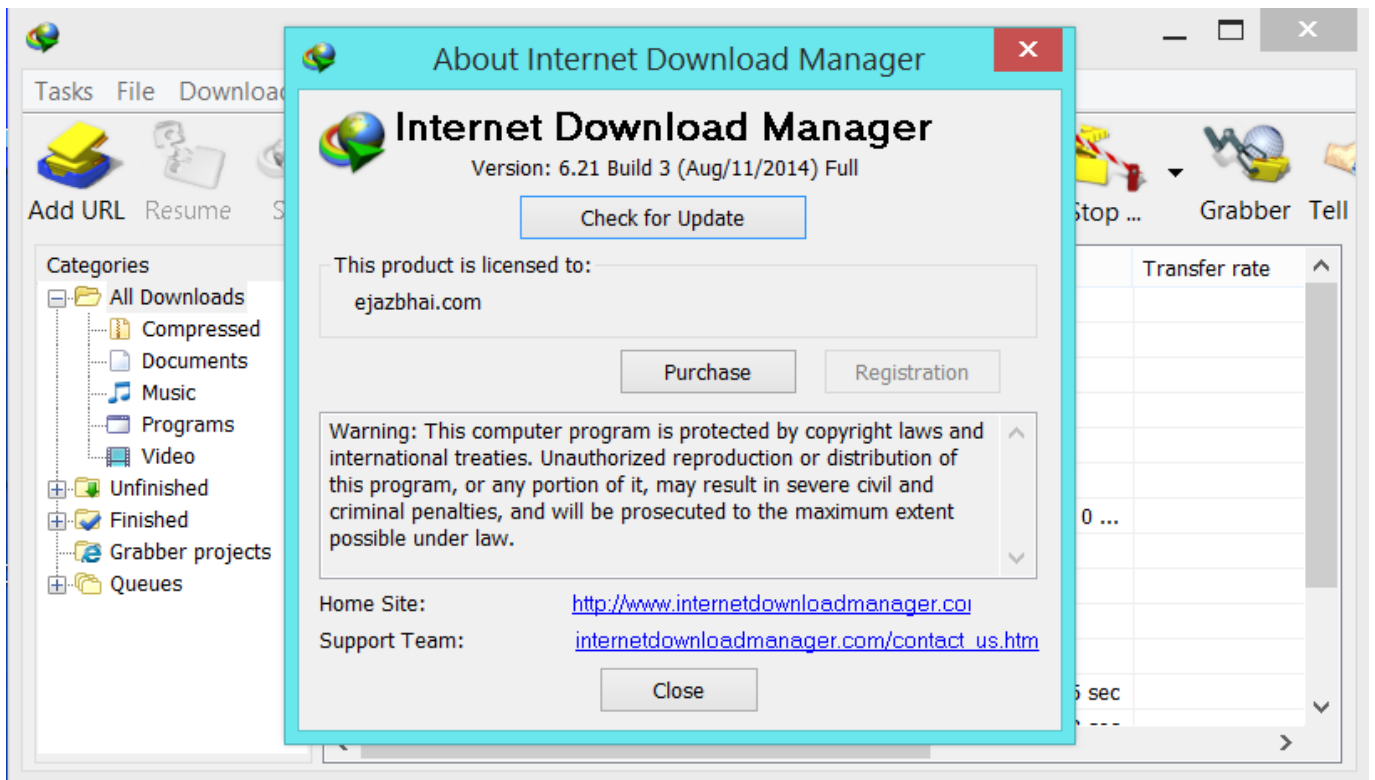 About Internet Download Manager
Tasks File
Add URL Resume
Stop ... Grabber Tell
Internet Download Manager
Version: 6.21 Build 3 (Aug/11/2014) Full
Check for Update
This product is licensed to:
ejazbhai.com
Purchase Registration
Warning: This computer program is protected by copyright laws and
international treaties. Unauthorized reproduction or distribution of
this program, or any portion of it, may result in severe civil and
criminal penalties, and will be prosecuted to the maximum extent
possible under law.
Home Site: http://www.internetdownloadmanager.co
Support Team: internetdownloadmanager.com/contact_us.htm
Close
Categories
All Downloads
Compressed
Documents
Music
Programs
Video
Unfinished
Finished
Grabber projects
Queues
Transfer rate
0 ...
sec